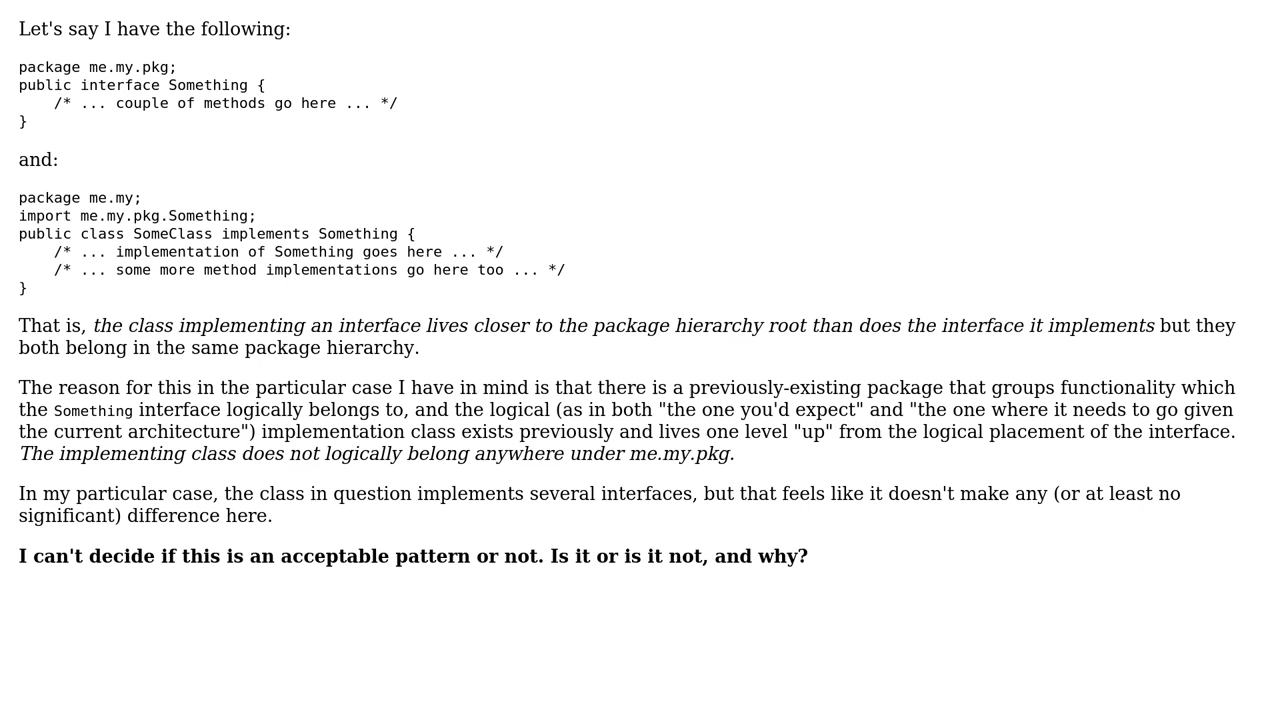 Let's say I have the following:
package me.my.pkg;
public interface Something {
    /* ... couple of methods go here ... */
}
and:
package me.my;
import me.my.pkg.Something;
public class SomeClass implements Something {
    /* ... implementation of Something goes here ... */
    /* ... some more method implementations go here too ... */
}
That is, the class implementing an interface lives closer to the package hierarchy root than does the interface it implements but they
both belong in the same package hierarchy.
The reason for this in the particular case I have in mind is that there is a previously-existing package that groups functionality which
the Something interface logically belongs to, and the logical (as in both "the one you'd expect" and "the one where it needs to go given
the current architecture") implementation class exists previously and lives one level "up" from the logical placement of the interface.
The implementing class does not logically belong anywhere under me.my.pkg.
In my particular case, the class in question implements several interfaces, but that feels like it doesn't make any (or at least no
significant) difference here.
I can't decide if this is an acceptable pattern or not. Is it or is it not, and why?